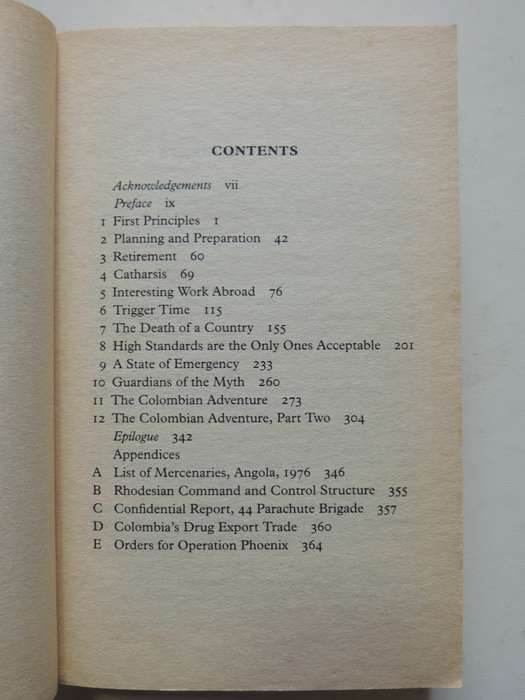 CONTENTS
Acknowledgements vii
Preface ix
1 First Principles 1
2 Planning and Preparation 42
3 Retirement 60
4 Catharsis 69
5 Interesting Work Abroad 76
6 Trigger Time 115
7 The Death of a Country 155
8 High Standards are the Only Ones Acceptable 201
9 A State of Emergency 233
10 Guardians of the Myth 260
11 The Colombian Adventure 273
12 The Colombian Adventure, Part Two 304
Epilogue 342
Appendices
A List of Mercenaries, Angola, 1976 346
B Rhodesian Command and Control Structure 355
C Confidential Report, 44 Parachute Brigade 357
D Colombia's Drug Export Trade 360
E Orders for Operation Phoenix 364